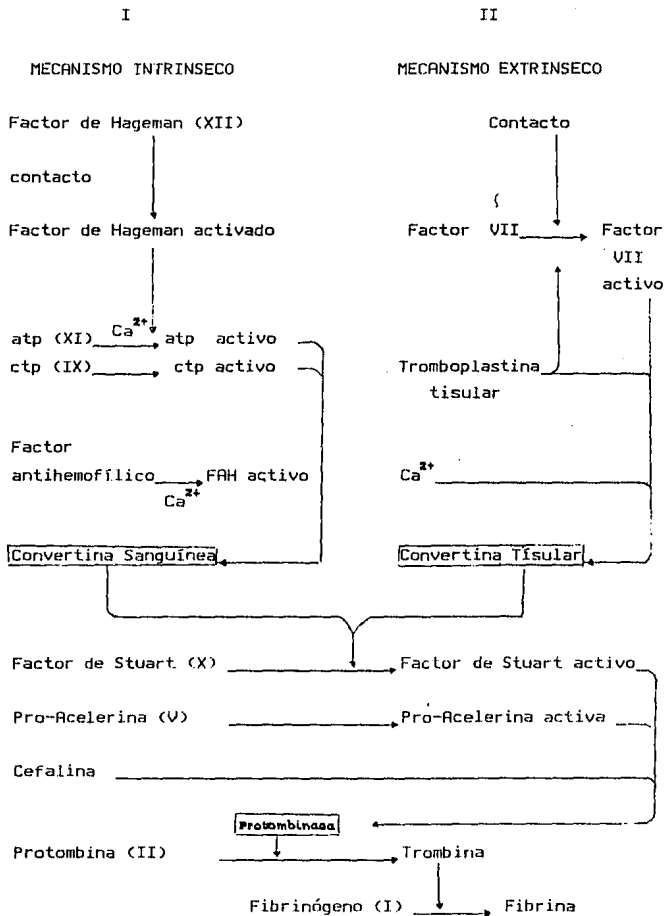 I II
MECANISMO INTRINSECO MECANISMO EXTRINSECO
Factor de Hageman (XII) Contacto
contacto
Factor de Hageman activado Factor VII Factor
VII
activo
atp (XI) Ca2+ atp activo
ctp (IX) ctp activo Tromboplastina
tisular
Factor
antihemofílico FAH activo Ca2+
Ca2+
Convertina Sanguínea Convertina Tísular
Factor de Stuart (X) Factor de Stuart activo
Pro-Acelerina (V) Pro-Acelerina activa
Cefalina
Protombinasa
Protombina (II) Trombina
Fibrinógeno (I) Fibrina